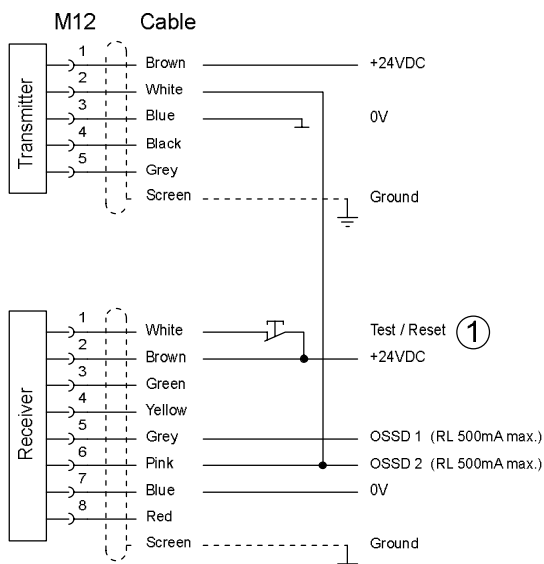 M12 Cable
Transmitter
1 Brown +24VDC
2 White
3 Blue 0V
4 Black
5 Grey
Screen Ground
Receiver
1 White Test / Reset 1
2 Brown +24VDC
3 Green
4 Yellow
5 Grey OSSD 1 (RL 500mA max.)
6 Pink OSSD 2 (RL 500mA max.)
7 Blue 0V
8 Red
Screen Ground